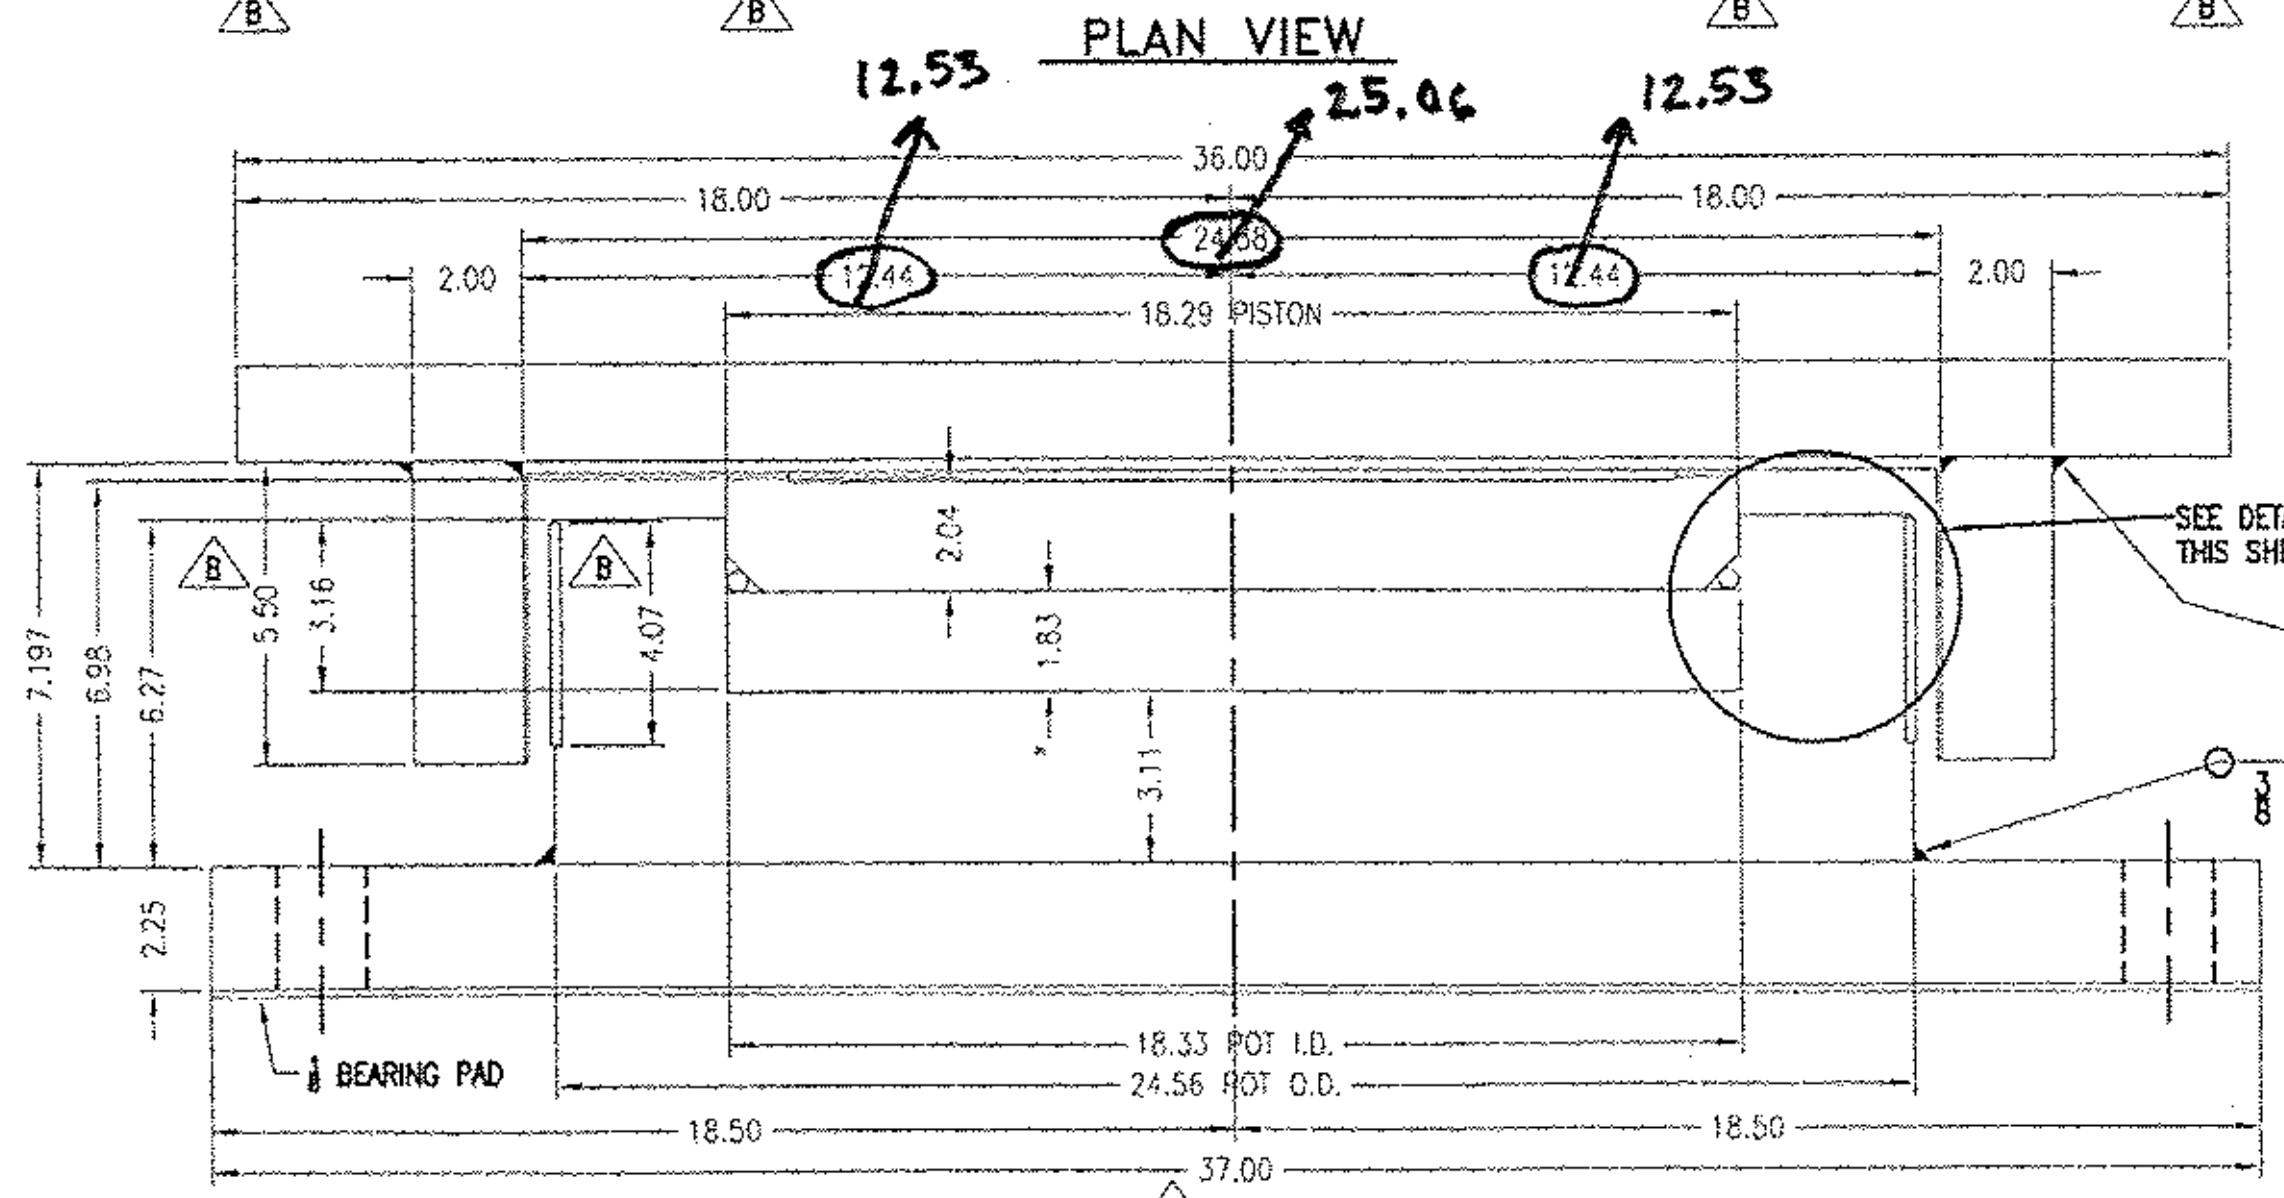 B B B B
PLAN VIEW
12.53 25.06 12.53
36.00
18.00 18.00
24.88
2.00 12.44 12.44 2.00
18.29 PISTON
SEE DET
THIS SH
B B
7.197 6.98 6.27 5.50 3.16 4.07 2.04 1.83 3.11
*
3
8
2.25
18.33 POT I.D.
BEARING PAD
24.56 POT O.D.
18.50 18.50
37.00